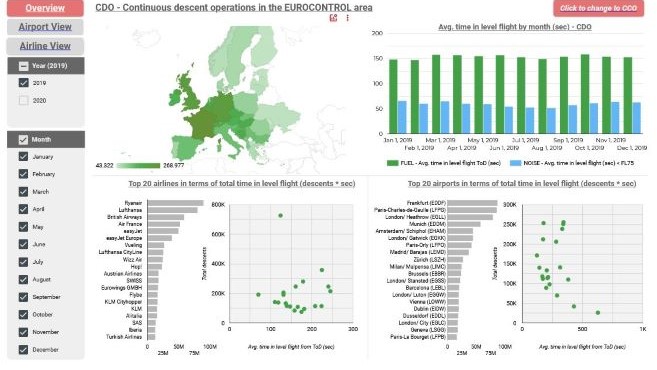 Overview
Airport View
Airline View
Year (2019)
2019
2020
Month
January
February
March
April
May
June
July
August
September
October
November
December
CDO - Continuous descent operations in the EUROCONTROL area
Click to change to CCO
43,322
268,977
Avg. time in level flight by month (sec) - CDO
200
150
100
50
0
Jan 1, 2019
Mar 1, 2019
May 1, 2019
Jul 1, 2019
Sep 1, 2019
Nov 1, 2019
Feb 1, 2019
Apr 1, 2019
Jun 1, 2019
Aug 1, 2019
Oct 1, 2019
Dec 1, 2019
FUEL - Avg. time in level flight ToD (sec)
NOISE - Avg. time in level flight (sec) < FL75
Top 20 airlines in terms of total time in level flight (descents * sec)
Ryanair
Lufthansa
British Airways
Air France
easyJet
easyJet Europe
Vueling
Lufthansa CityLine
Wizz Air
Hop!
Austrian Airlines
SWISS
Eurowings GMBH
Flybe
KLM Cityhopper
KLM
Alitalia
SAS
Iberia
Turkish Airlines
0
50M
100M
25M
75M
Total descents
800K
600K
400K
200K
0
0
100
200
300
Avg. time in level flight from ToD (sec)
Top 20 airports in terms of total time in level flight (descents * sec)
Frankfurt (EDDF)
Paris-Charles-de-Gaulle (LFPG)
London/ Heathrow (EGLL)
Munich (EDDM)
Amsterdam/ Schiphol (EHAM)
London/ Gatwick (EGKK)
Paris-Orly (LFPO)
Madrid/ Barajas (LEMD)
Zürich (LSZH)
Milan/ Malpensa (LIMC)
Brussels (EBBR)
London/ Stansted (EGSS)
Barcelona (LEBL)
London/ Luton (EGGW)
Vienna (LOWW)
Dublin (EIDW)
Dusseldorf (EDDL)
London/ City (EGLC)
Geneva (LSGG)
Paris-Le Bourget (LFPB)
0
50M
100M
25M
75M
Total descents
300K
250K
200K
150K
100K
50K
0
0
500
1K
Avg. time in level flight from ToD (sec)